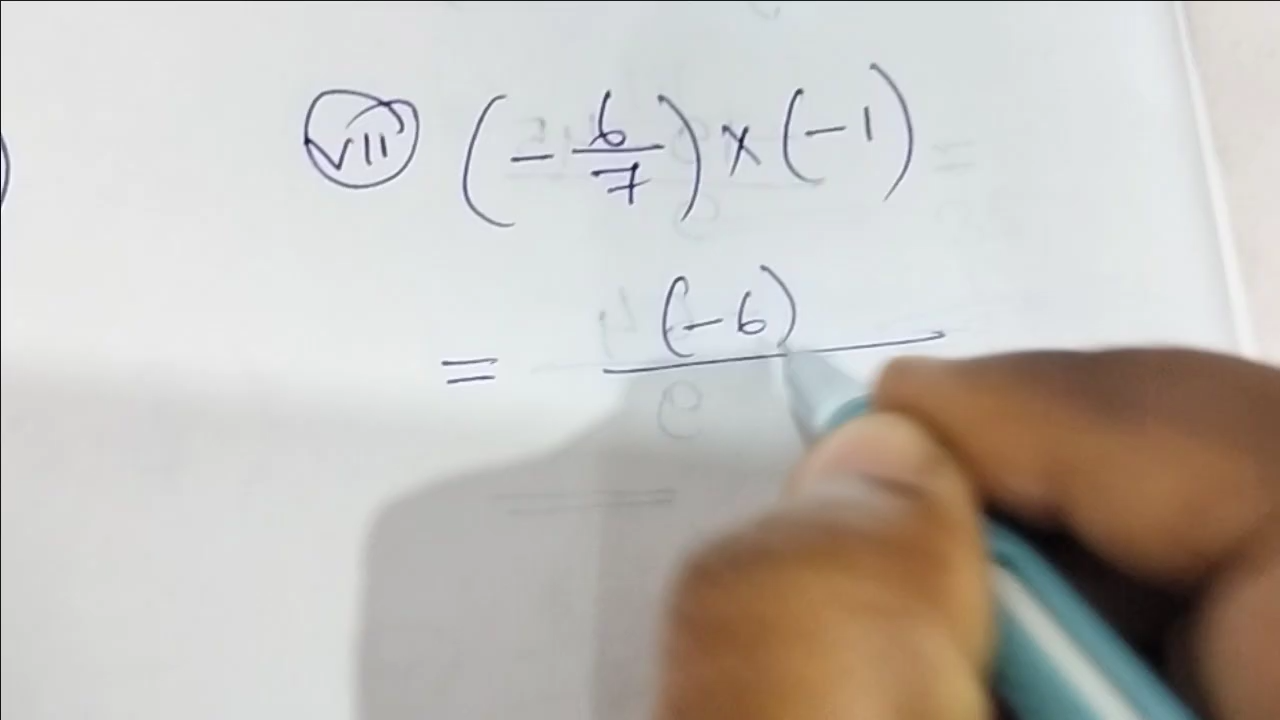 VII (-6/7) × (-1)
= (-6)/